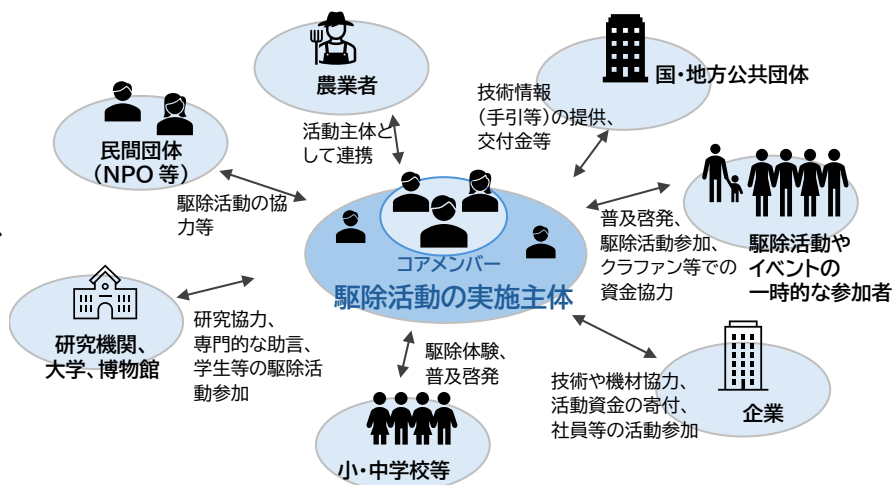 農業者
活動主体と
して連携
国・地方公共団体
技術情報
（手引等）の提供、
交付金等
民間団体
（NPO 等）
駆除活動の協
力等
普及啓発、
駆除活動参加、
クラファン等での
資金協力
駆除活動や
イベントの
一時的な参加者
コアメンバー
駆除活動の実施主体
研究機関、
大学、博物館
研究協力、
専門的な助言、
学生等の駆除活
動参加
駆除体験、
普及啓発
小・中学校等
技術や機材協力、
活動資金の寄付、
社員等の活動参加
企業